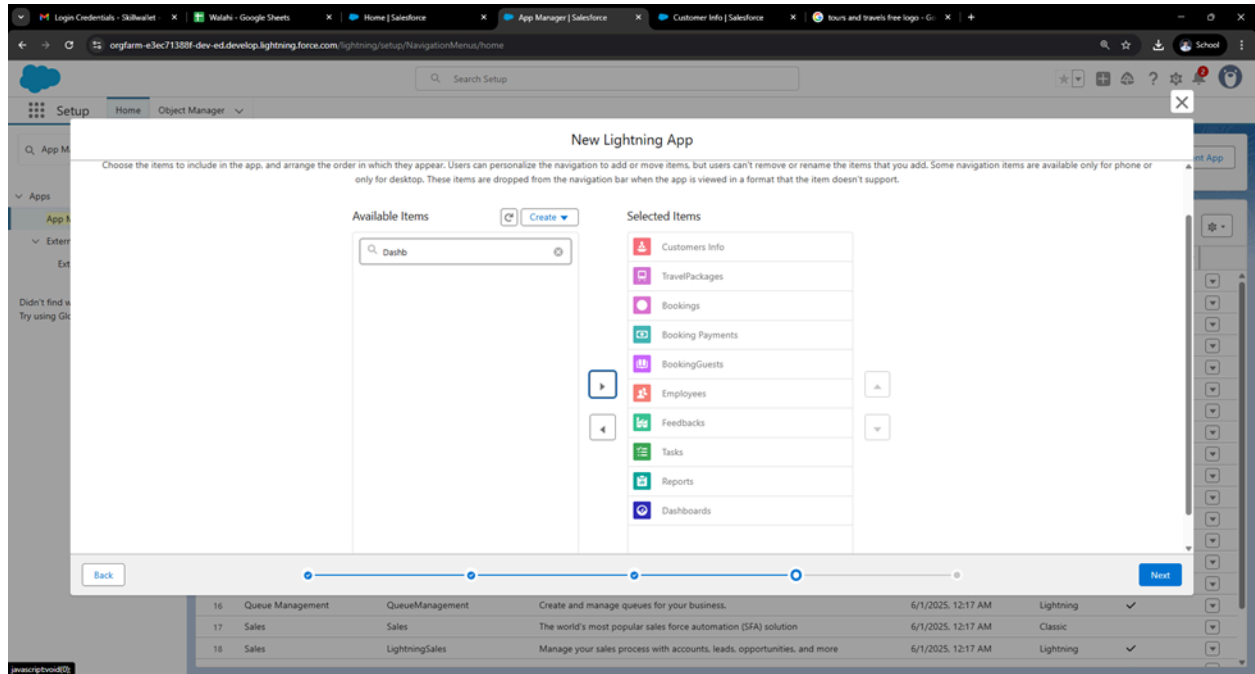 Login Credentials - Skillwallet -
Walahi - Google Sheets
Home | Salesforce
App Manager | Salesforce
Customer Info | Salesforce
tours and travels free logo - Go
orgfarm-e3ec71388f-dev-ed.develop.lightning.force.com/lightning/setup/NavigationMenus/home
School
Search Setup
2
Setup
Home
Object Manager
New Lightning App
App Ma
nt App
Choose the items to include in the app, and arrange the order in which they appear. Users can personalize the navigation to add or move items, but users can't remove or rename the items that you add. Some navigation items are available only for phone or
only for desktop. These items are dropped from the navigation bar when the app is viewed in a format that the item doesn't support.
Apps
App M
Extern
Ext
Didn't find w
Try using Glo
Available Items
Create
Selected Items
Dashb
Customers Info
TravelPackages
Bookings
Booking Payments
BookingGuests
Employees
Feedbacks
Tasks
Reports
Dashboards
Back
Next
16 Queue Management QueueManagement Create and manage queues for your business. 6/1/2025, 12:17 AM Lightning
17 Sales Sales The world's most popular sales force automation (SFA) solution 6/1/2025, 12:17 AM Classic
18 Sales LightningSales Manage your sales process with accounts, leads, opportunities, and more 6/1/2025, 12:17 AM Lightning
javascript:void(0);